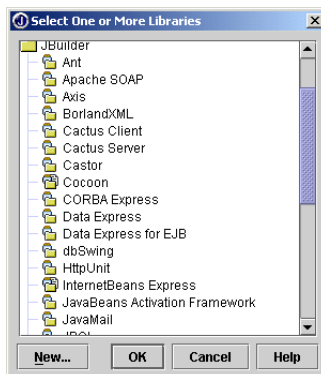 Select One or More Libraries
JBuilder
Ant
Apache SOAP
Axis
BorlandXML
Cactus Client
Cactus Server
Castor
Cocoon
CORBA Express
Data Express
Data Express for EJB
dbSwing
HttpUnit
InternetBeans Express
JavaBeans Activation Framework
JavaMail
New... OK Cancel Help